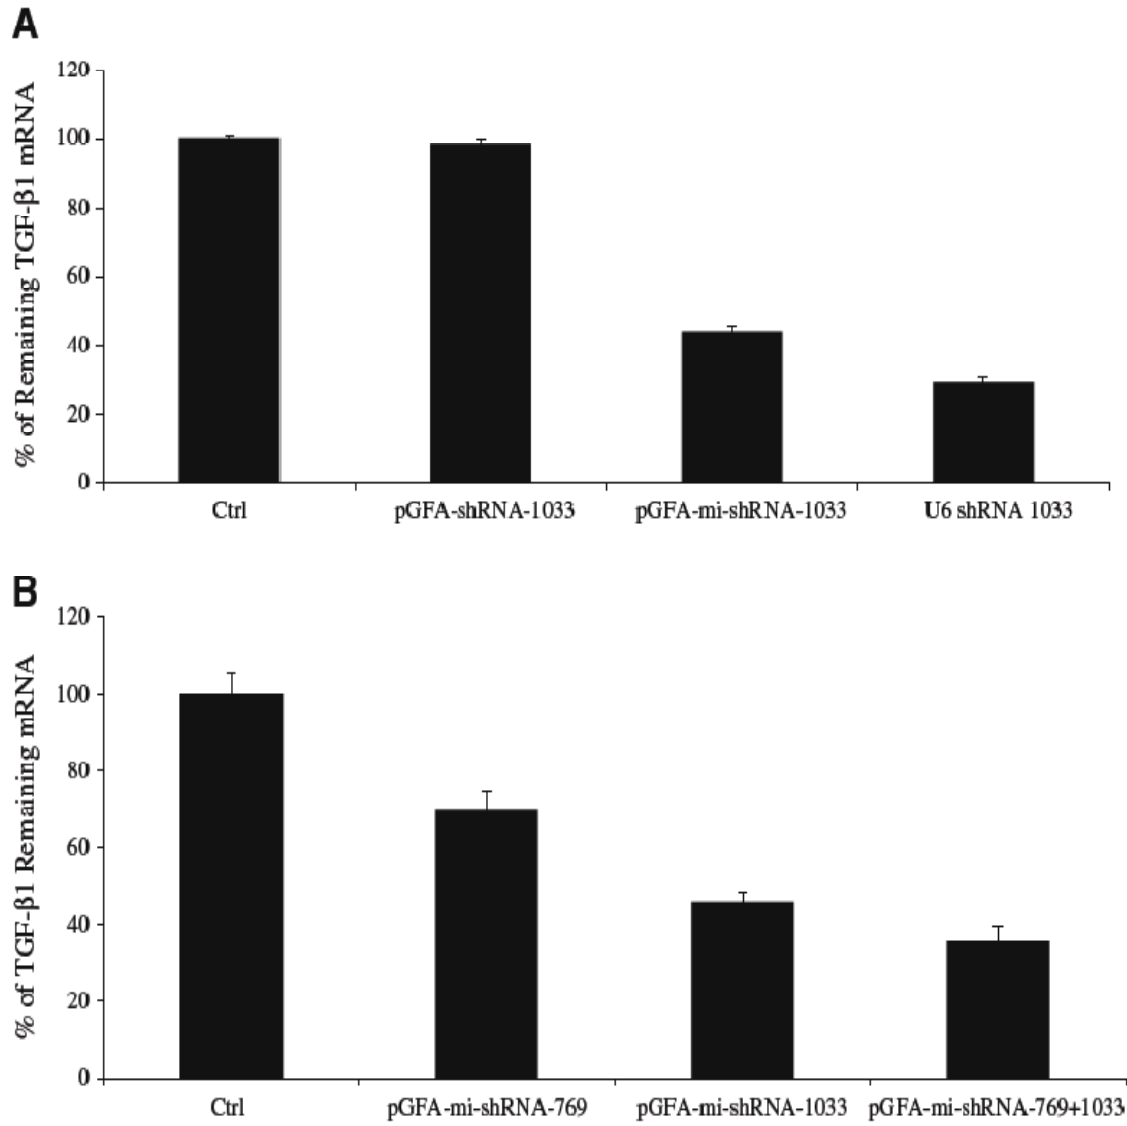 A
% of Remaining TGF-β1 mRNA
120
100
80
60
40
20
0
Ctrl
pGFA-shRNA-1033
pGFA-mi-shRNA-1033
U6 shRNA 1033
B
% of TGF-β1 Remaining mRNA
120
100
80
60
40
20
0
Ctrl
pGFA-mi-shRNA-769
pGFA-mi-shRNA-1033
pGFA-mi-shRNA-769+1033